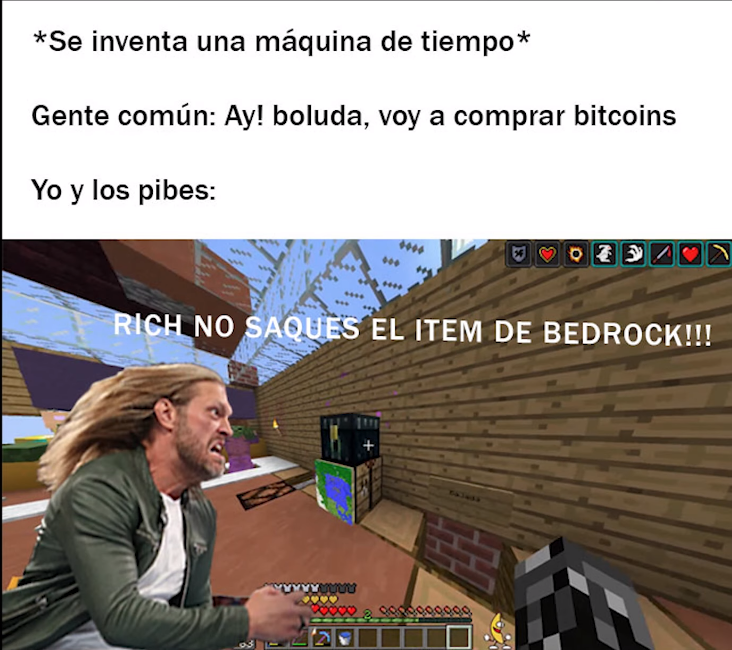 *Se inventa una máquina de tiempo*
Gente común: Ay! boluda, voy a comprar bitcoins
Yo y los pibes:
RICH NO SAQUES EL ITEM DE BEDROCK!!!